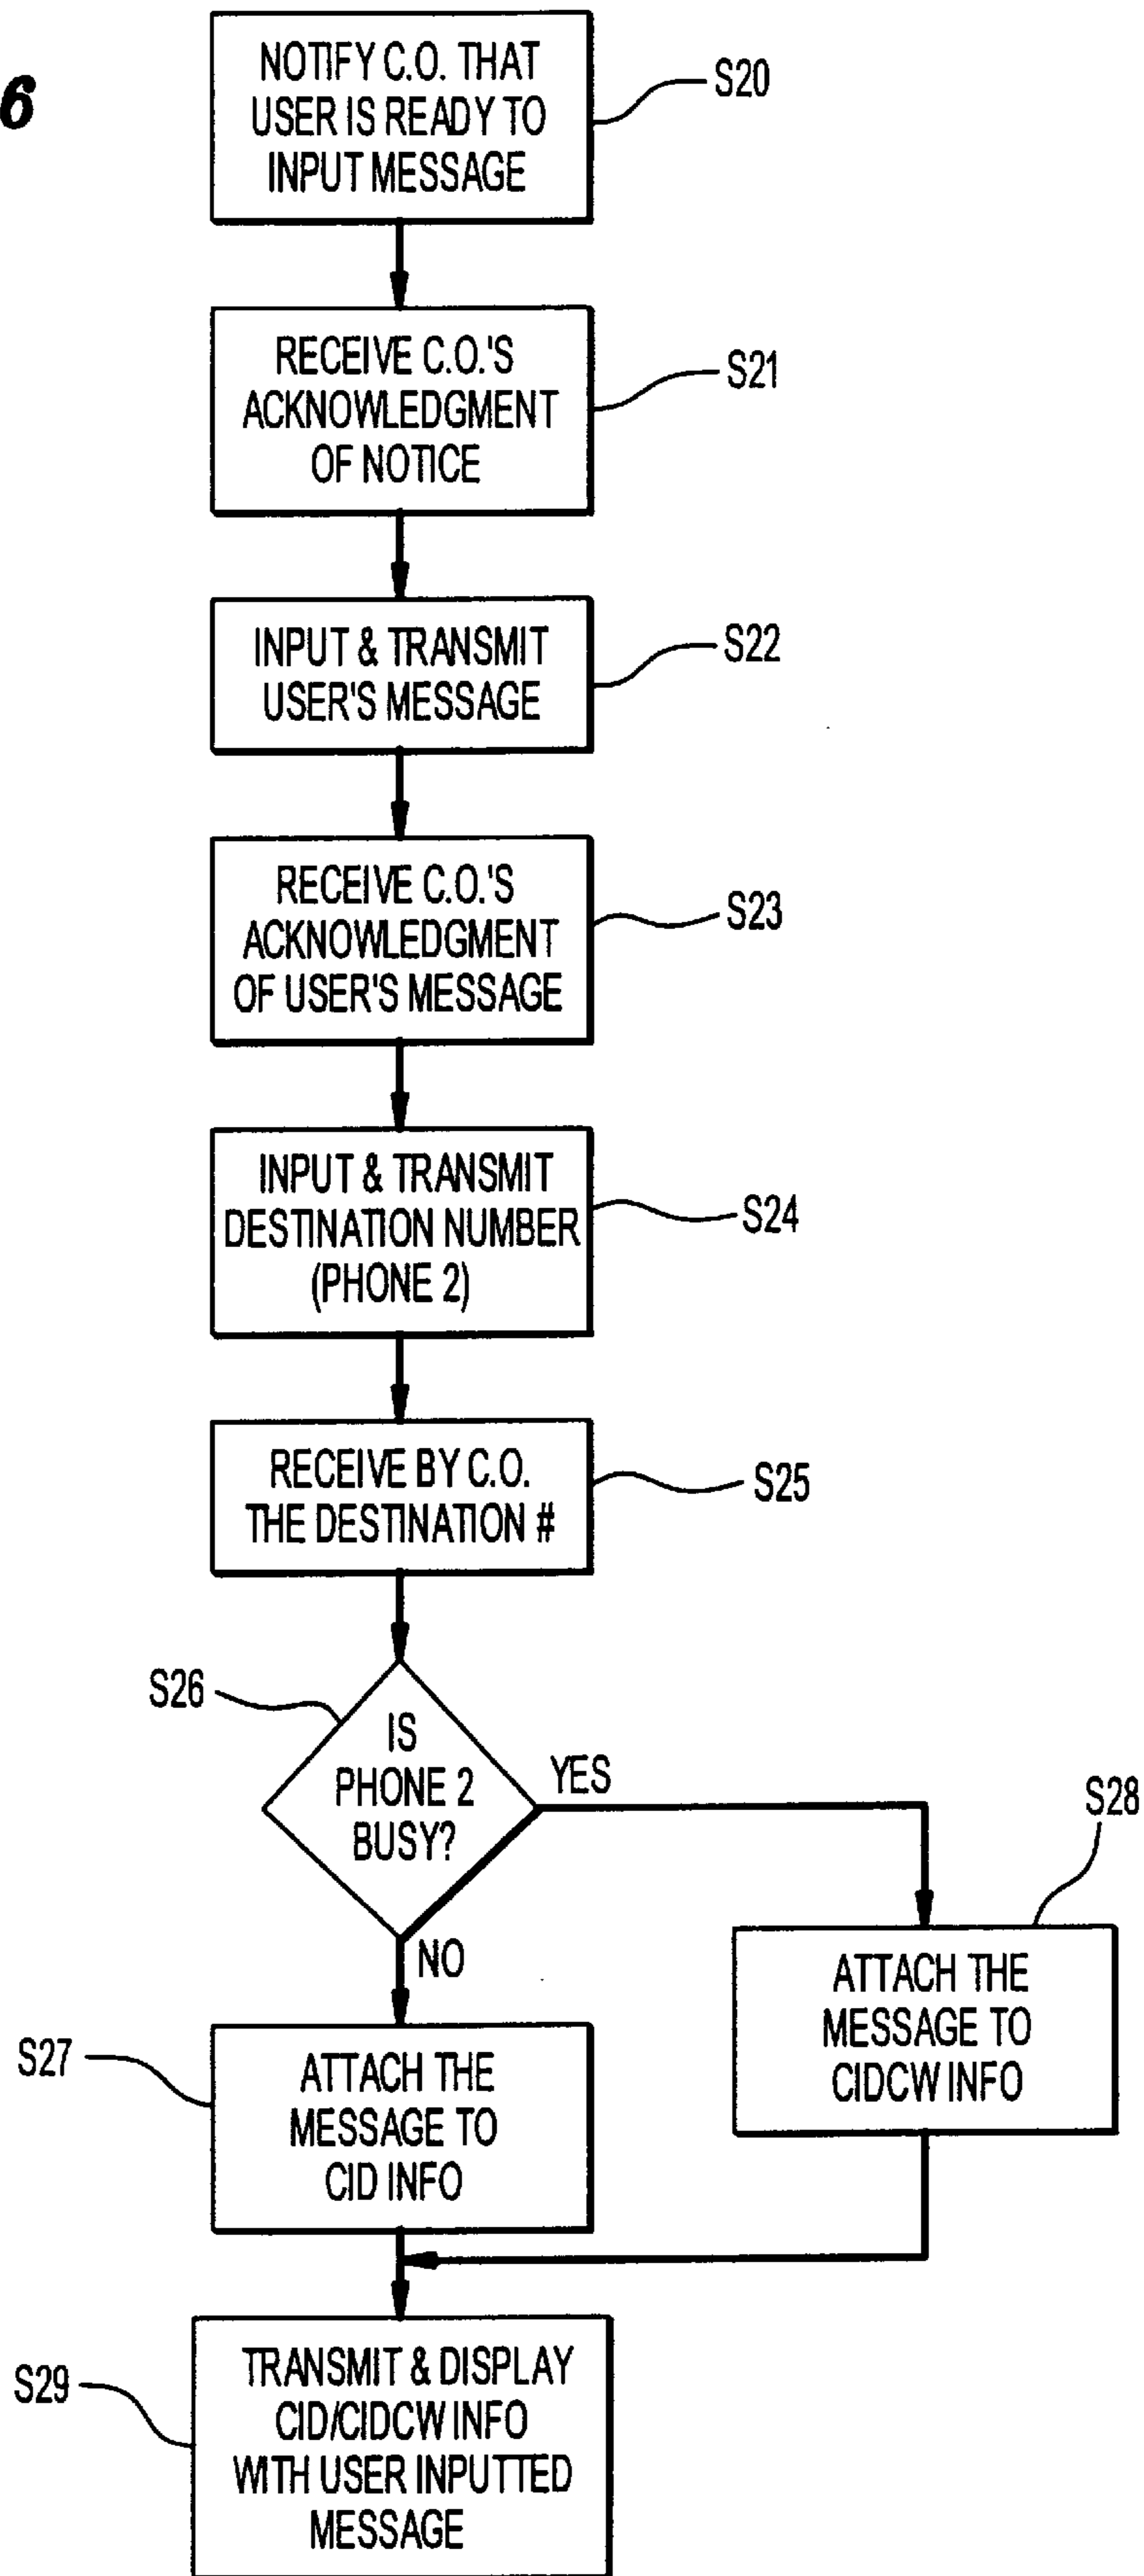 6
NOTIFY C.O. THAT
USER IS READY TO
INPUT MESSAGE
S20
RECEIVE C.O.'S
ACKNOWLEDGMENT
OF NOTICE
S21
INPUT & TRANSMIT
USER'S MESSAGE
S22
RECEIVE C.O.'S
ACKNOWLEDGMENT
OF USER'S MESSAGE
S23
INPUT & TRANSMIT
DESTINATION NUMBER
(PHONE 2)
S24
RECEIVE BY C.O.
THE DESTINATION #
S25
S26
IS
PHONE 2
BUSY?
YES
NO
S28
ATTACH THE
MESSAGE TO
CIDCW INFO
S27
ATTACH THE
MESSAGE TO
CID INFO
S29
TRANSMIT & DISPLAY
CID/CIDCW INFO
WITH USER INPUTTED
MESSAGE